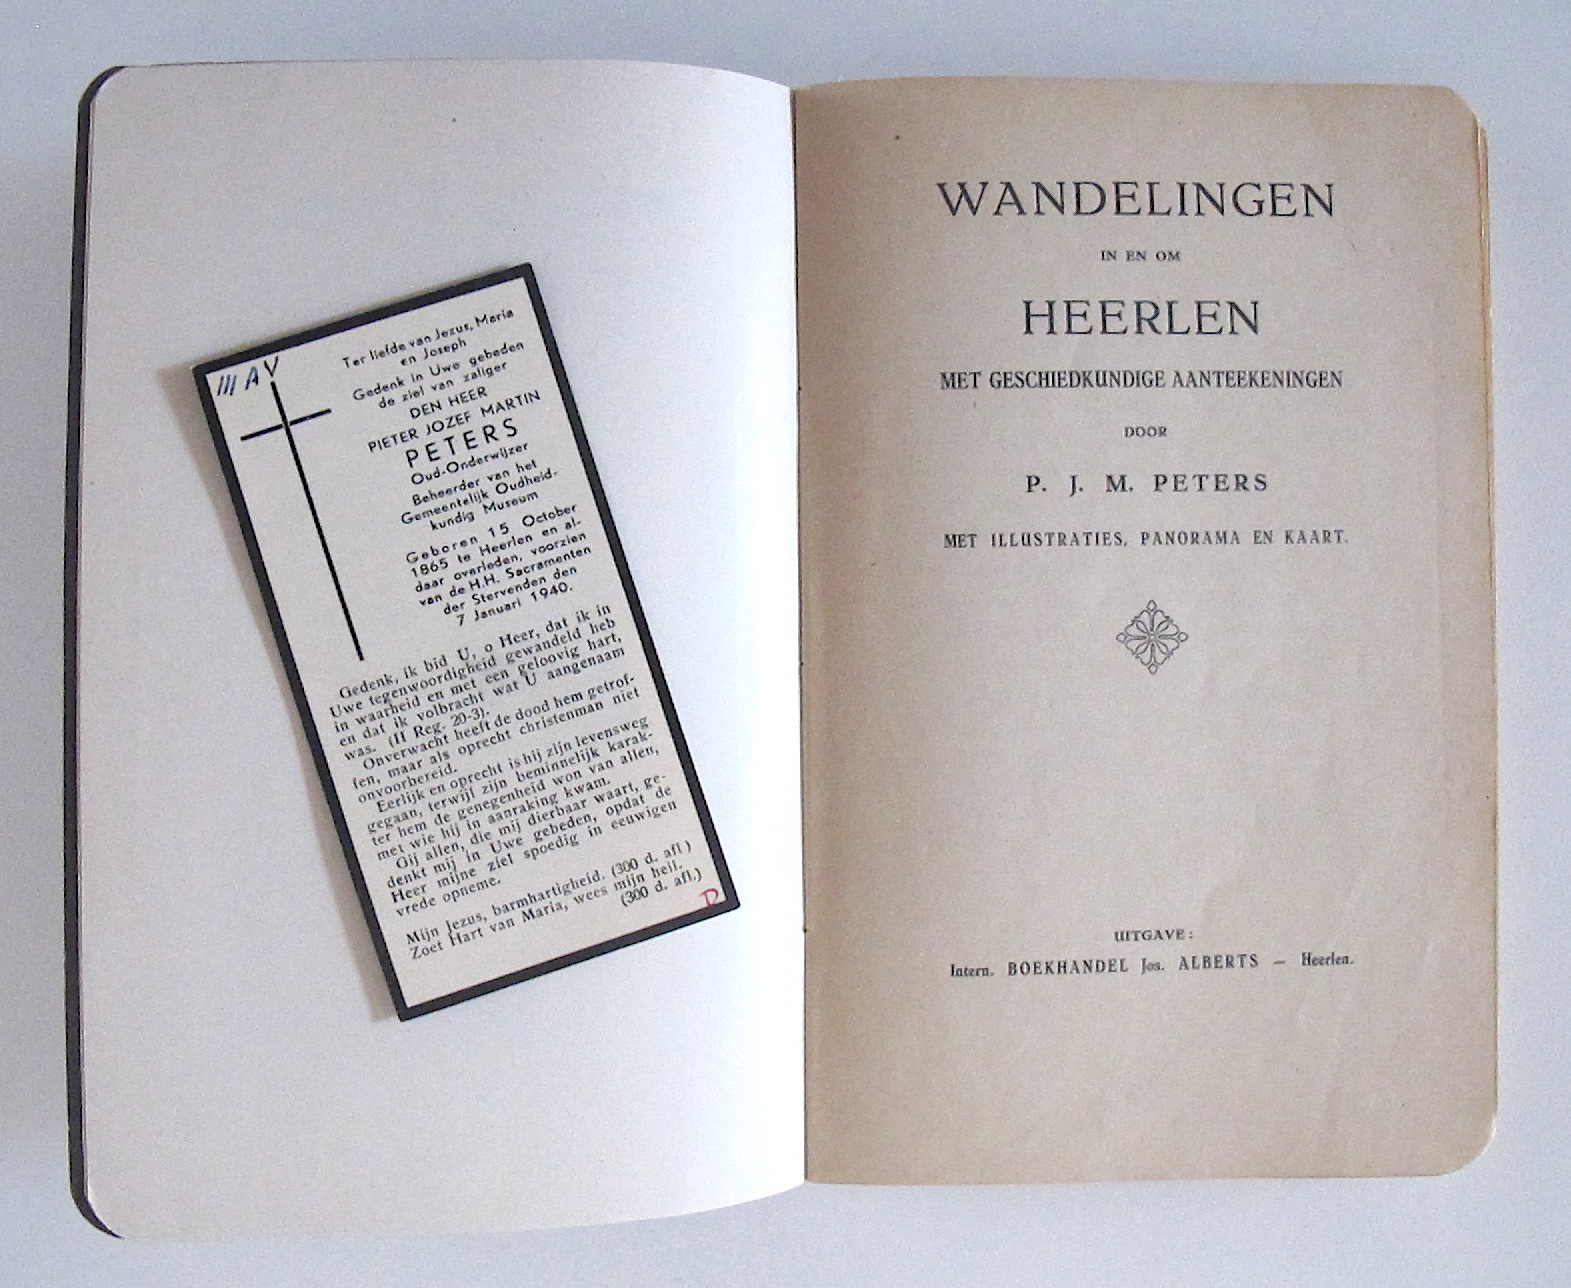 III A V
Ter liefde van Jezus, Maria
en Joseph
Gedenk in Uwe gebeden
de ziel van zaliger
DEN HEER
PIETER JOZEF MARTIN
PETERS
Oud-Onderwijzer
Beheerder van het
Gemeentelijk Oudheid-
kundig Museum
Geboren 15 October
1865 te Heerlen en al-
daar overleden, voorzien
van de H.H. Sacramenten
der Stervenden den
7 Januari 1940.
Gedenk, ik bid U, o Heer, dat ik in
Uwe tegenwoordigheid gewandeld heb
in waarheid en met een geloovig hart,
en dat ik volbracht wat U aangenaam
was. (II Reg. 20-3).
Onverwacht heeft de dood hem getrof-
fen, maar als oprecht christenman niet
onvoorbereid.
Eerlijk en oprecht is hij zijn levensweg
gegaan, terwijl zijn beminnelijk karak-
ter hem de genegenheid won van allen,
met wie hij in aanraking kwam.
Gij allen, die mij dierbaar waart, ge-
denkt mij in Uwe gebeden, opdat de
Heer mijne ziel spoedig in eeuwigen
vrede opneme.
Mijn Jezus, barmhartigheid. (300 d. afl)
Zoet Hart van Maria, wees mijn heil.
(300 d. afl.)
WANDELINGEN
IN EN OM
HEERLEN
MET GESCHIEDKUNDIGE AANTEEKENINGEN
DOOR
P. J. M. PETERS
MET ILLUSTRATIES, PANORAMA EN KAART.
UITGAVE:
Intern. BOEKHANDEL Jos. ALBERTS — Heerlen.